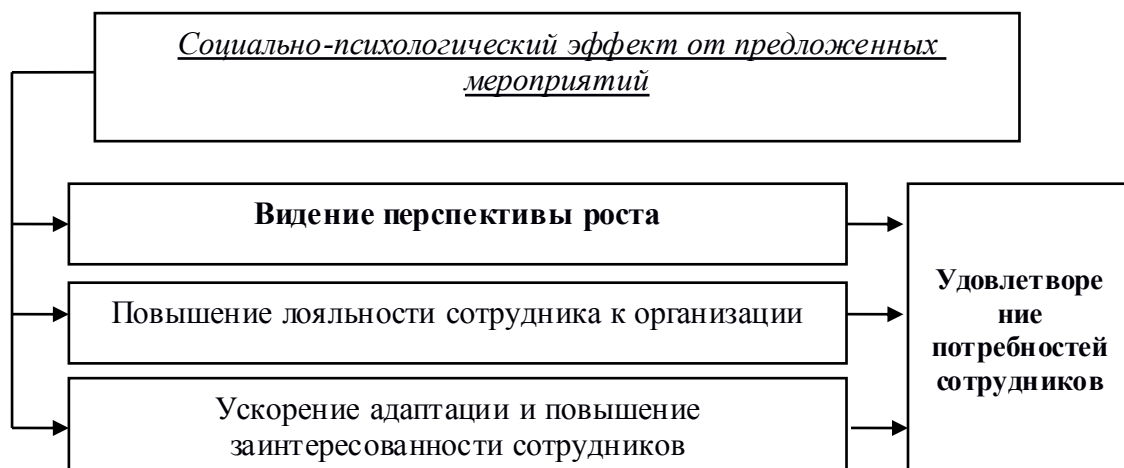 Социально-психологический эффект от предложенных
мероприятий
Видение перспективы роста
Повышение лояльности сотрудника к организации
Ускорение адаптации и повышение
заинтересованности сотрудников
Удовлетворе
ние
потребностей
сотрудников